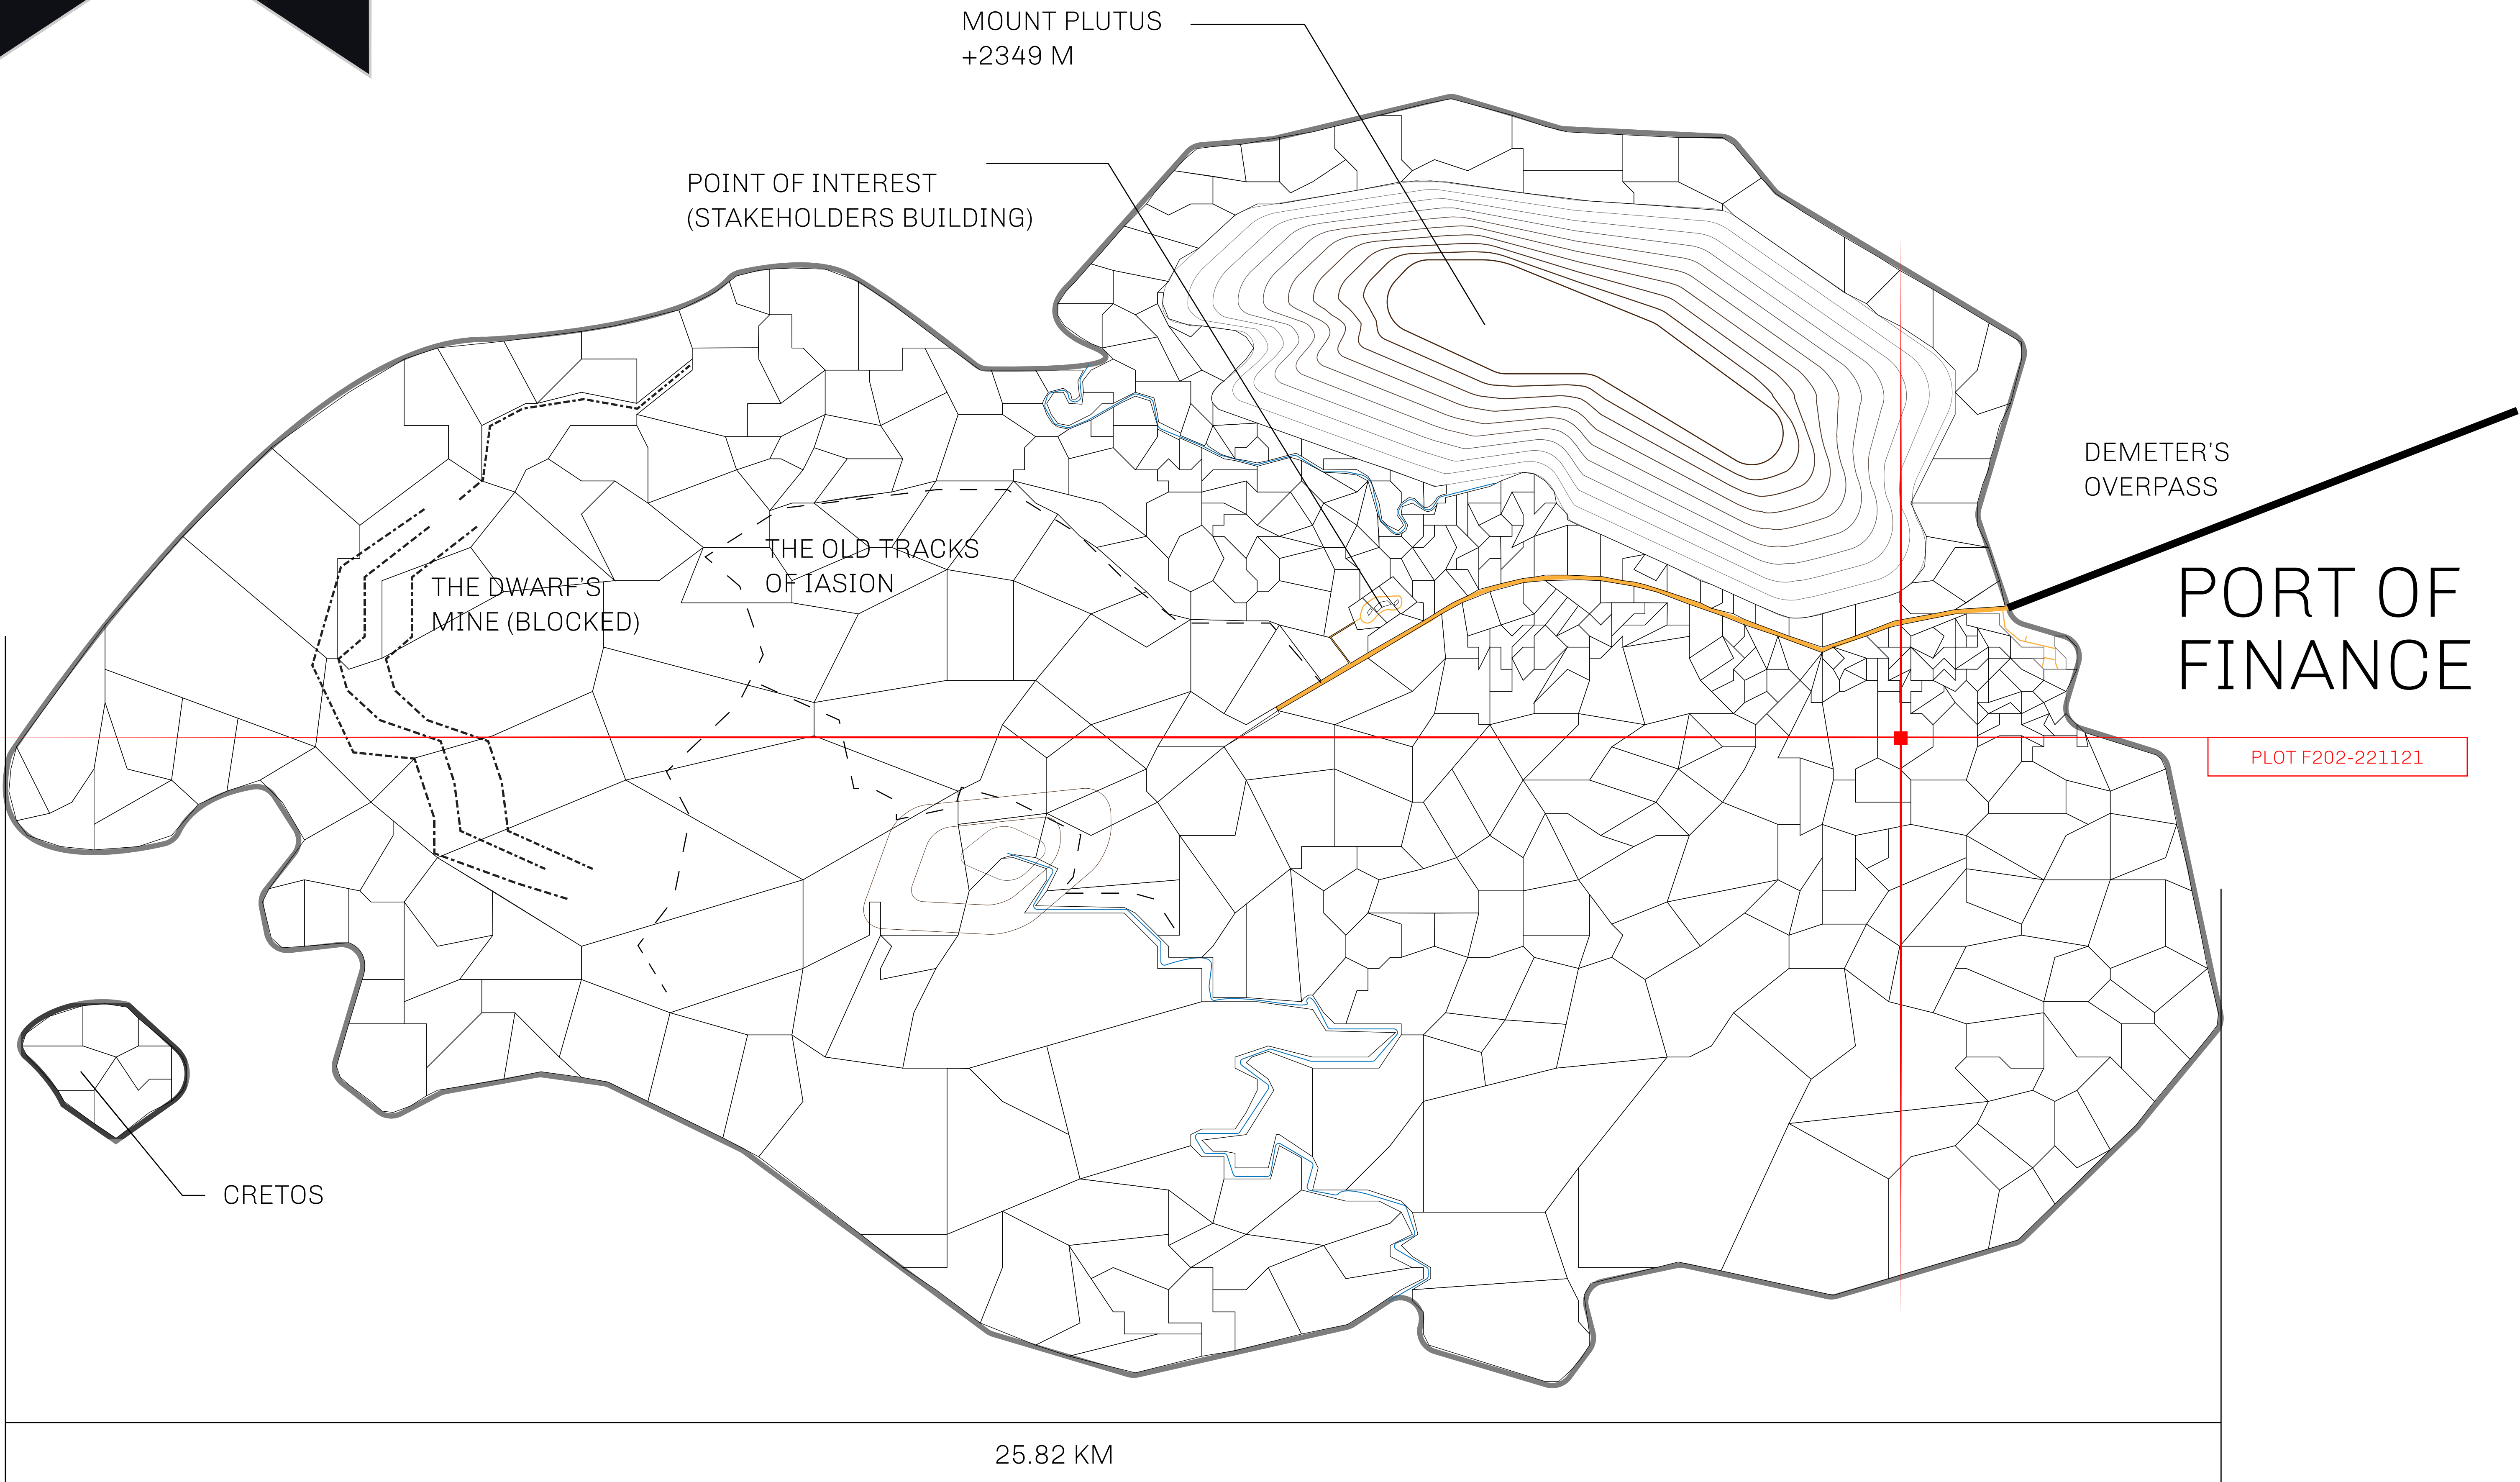 MOUNT PLUTUS
+2349 M
POINT OF INTEREST
(STAKEHOLDERS BUILDING)
DEMETER'S
OVERPASS
THE OLD TRACKS
OF IASION
THE DWARF'S
MINE (BLOCKED)
PORT OF
FINANCE
PLOT F202-221121
CRETOS
25.82 KM